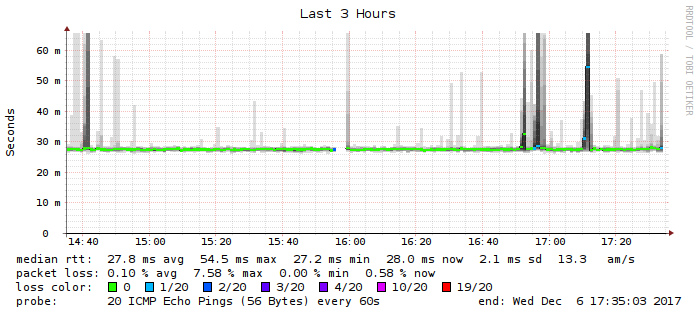 Last 3 Hours
RRDTOOL / TOBI OETIKER
Seconds
60 m
50 m
40 m
30 m
20 m
10 m
0
14:40 15:00 15:20 15:40 16:00 16:20 16:40 17:00 17:20
median rtt: 27.8 ms avg 54.5 ms max 27.2 ms min 28.0 ms now 2.1 ms sd 13.3 am/s
packet loss: 0.10 % avg 7.58 % max 0.00 % min 0.58 % now
loss color: 0 1/20 2/20 3/20 4/20 10/20 19/20
probe: 20 ICMP Echo Pings (56 Bytes) every 60s end: Wed Dec 6 17:35:03 2017